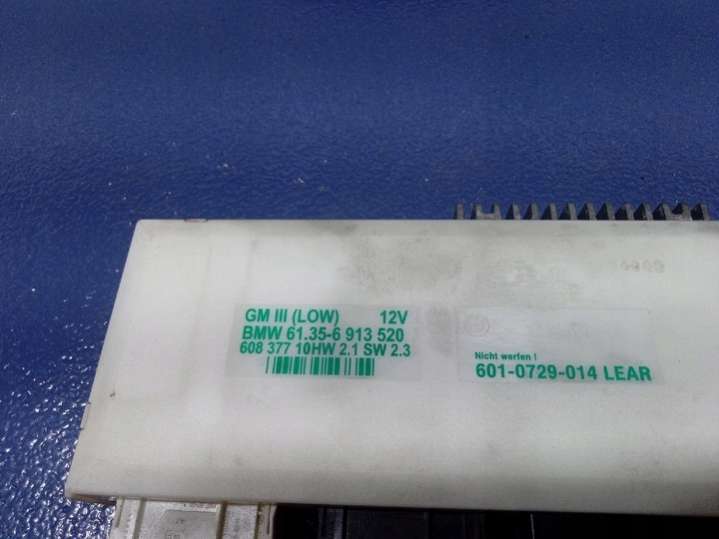 GM III (LOW) 12V
BMW 61.35-6 913 520
608 377 10HW 2.1 SW 2.3
Nicht werfen !
601-0729-014 LEAR